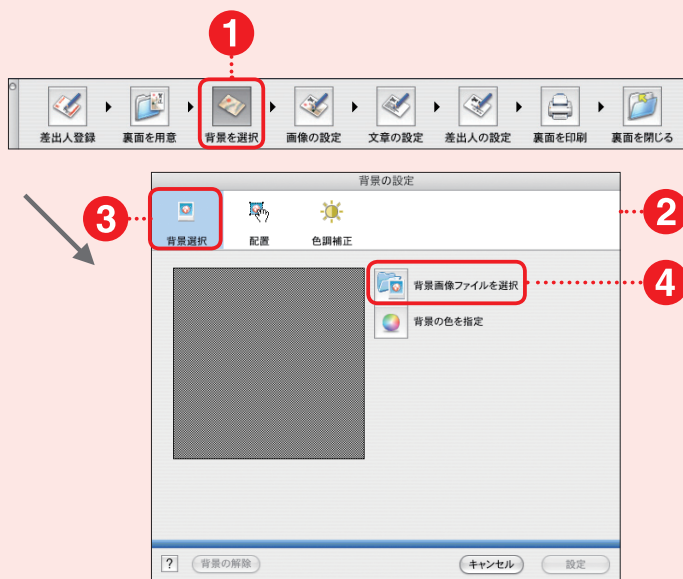 1
差出人登録 裏面を用意 背景を選択 画像の設定 文章の設定 差出人の設定 裏面を印刷 裏面を閉じる
背景の設定
3 2
背景選択 配置 色調補正
背景画像ファイルを選択 4
背景の色を指定
? 背景の解除 キャンセル 設定